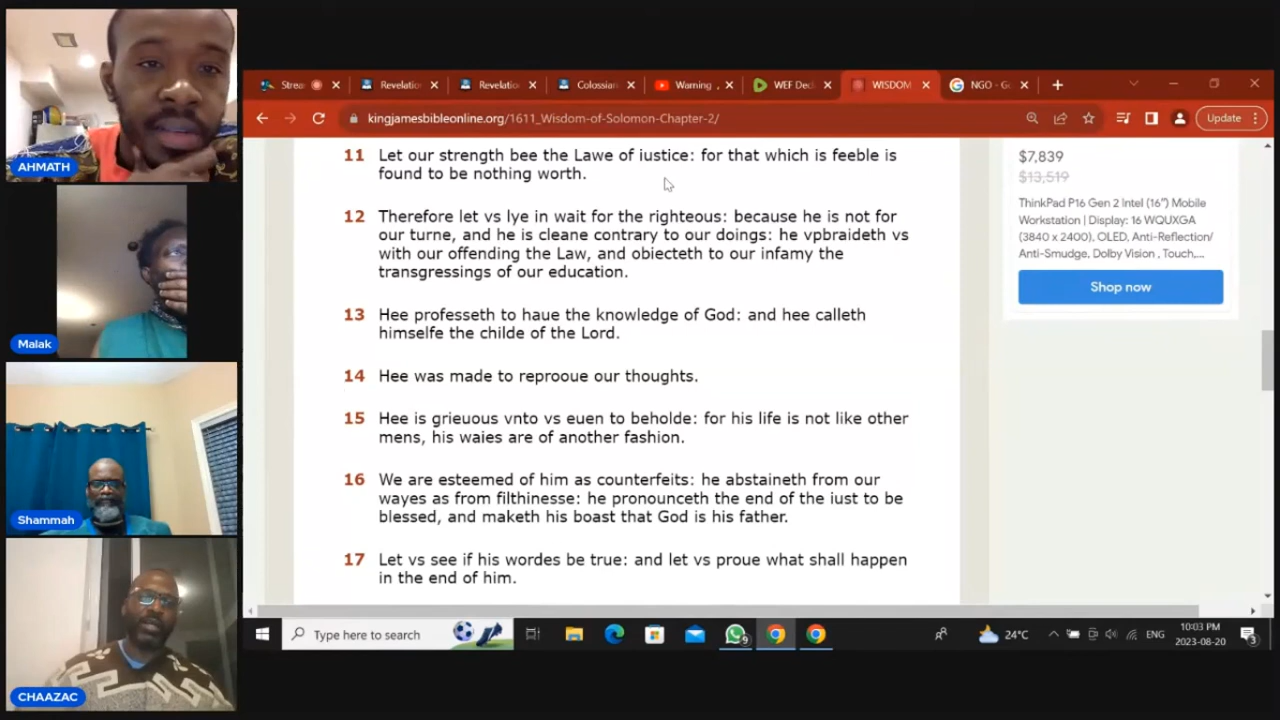 AHMATH
Malak
Shammah
CHAAZAC
Strea
Revelatio
Revelatio
Colossian
Warning ,
WEF Dec
WISDOM
NGO - G
kingjamesbibleonline.org/1611_Wisdom-of-Solomon-Chapter-2/
Update
11 Let our strength bee the Lawe of iustice: for that which is feeble is
found to be nothing worth.
12 Therefore let vs lye in wait for the righteous: because he is not for
our turne, and he is cleane contrary to our doings: he vpbraideth vs
with our offending the Law, and obiecteth to our infamy the
transgressings of our education.
13 Hee professeth to haue the knowledge of God: and hee calleth
himselfe the childe of the Lord.
14 Hee was made to reprooue our thoughts.
15 Hee is grieuous vnto vs euen to beholde: for his life is not like other
mens, his waies are of another fashion.
16 We are esteemed of him as counterfeits: he abstaineth from our
wayes as from filthinesse: he pronounceth the end of the iust to be
blessed, and maketh his boast that God is his father.
17 Let vs see if his wordes be true: and let vs proue what shall happen
in the end of him.
$7,839
$13,519
ThinkPad P16 Gen 2 Intel (16") Mobile
Workstation | Display: 16 WQUXGA
(3840 x 2400), OLED, Anti-Reflection/
Anti-Smudge, Dolby Vision , Touch,...
Shop now
Type here to search
9
24°C
ENG
10:03 PM
2023-08-20
3